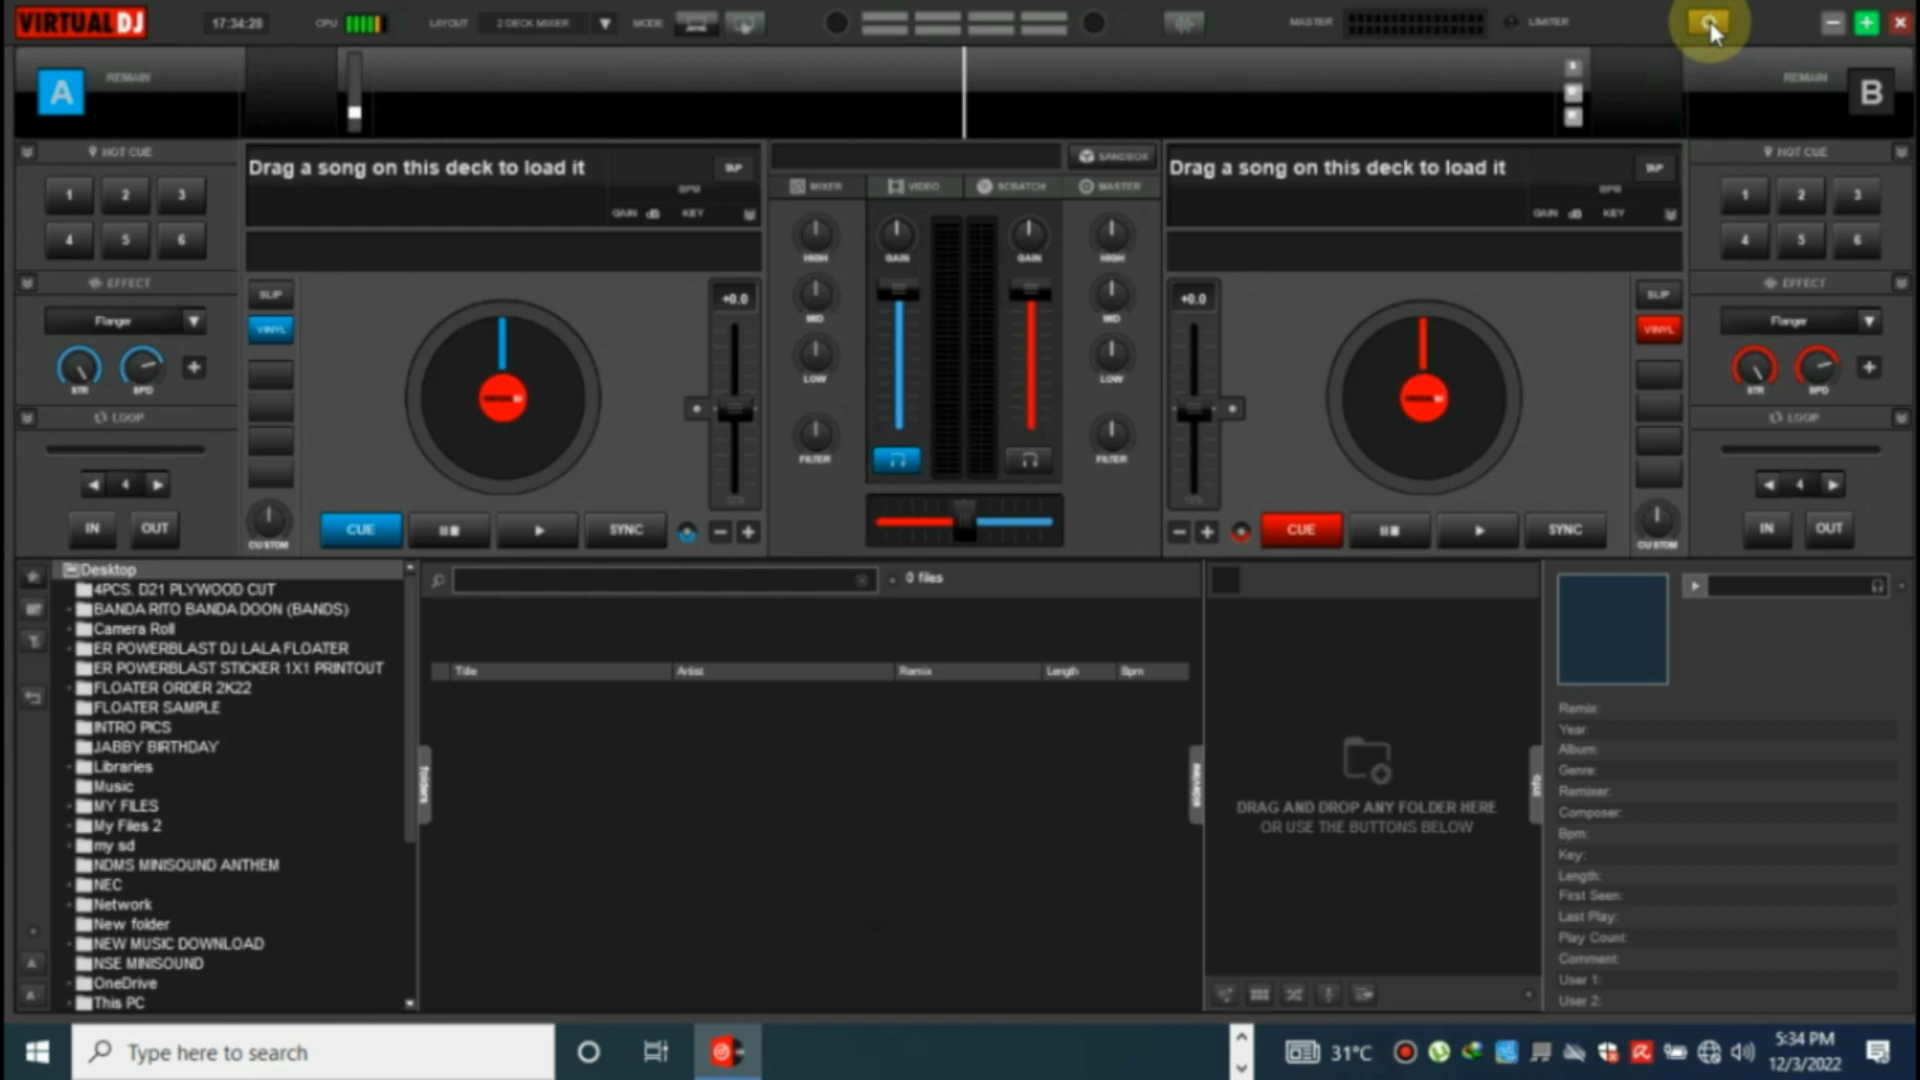 VIRTUAL DJ
17:34:28
CPU
LAYOUT
2 DECK MIXER
MODE
MASTER
LIMITER
A
REMAIN
REMAIN
B
HOT CUE
1 2 3
4 5 6
Drag a song on this deck to load it
TAP
BPM
GAIN dB KEY
SANDBOX
MIXER VIDEO SCRATCH MASTER
Drag a song on this deck to load it
TAP
BPM
GAIN dB KEY
HOT CUE
1 2 3
4 5 6
EFFECT
Flanger
STR SPD
LOOP
4
IN OUT
SLIP
VINYL
CUSTOM
+0.0
CUE
SYNC
HIGH GAIN GAIN HIGH
MID MID
LOW LOW
FILTER FILTER
+0.0
CUE
SYNC
SLIP
VINYL
CUSTOM
EFFECT
Flanger
STR SPD
LOOP
4
IN OUT
Desktop
4PCS. D21 PLYWOOD CUT
BANDA RITO BANDA DOON (BANDS)
Camera Roll
ER POWERBLAST DJ LALA FLOATER
ER POWERBLAST STICKER 1X1 PRINTOUT
FLOATER ORDER 2K22
FLOATER SAMPLE
INTRO PICS
JABBY BIRTHDAY
Libraries
Music
MY FILES
My Files 2
my sd
NDMS MINISOUND ANTHEM
NEC
Network
New folder
NEW MUSIC DOWNLOAD
NSE MINISOUND
OneDrive
This PC
folders
0 files
Title Artist Remix Length Bpm
sideview
DRAG AND DROP ANY FOLDER HERE
OR USE THE BUTTONS BELOW
info
Remix:
Year:
Album:
Genre:
Remixer:
Composer:
Bpm:
Key:
Length:
First Seen:
Last Play:
Play Count:
Comment:
User 1:
User 2:
Type here to search
31°C
5:34 PM
12/3/2022